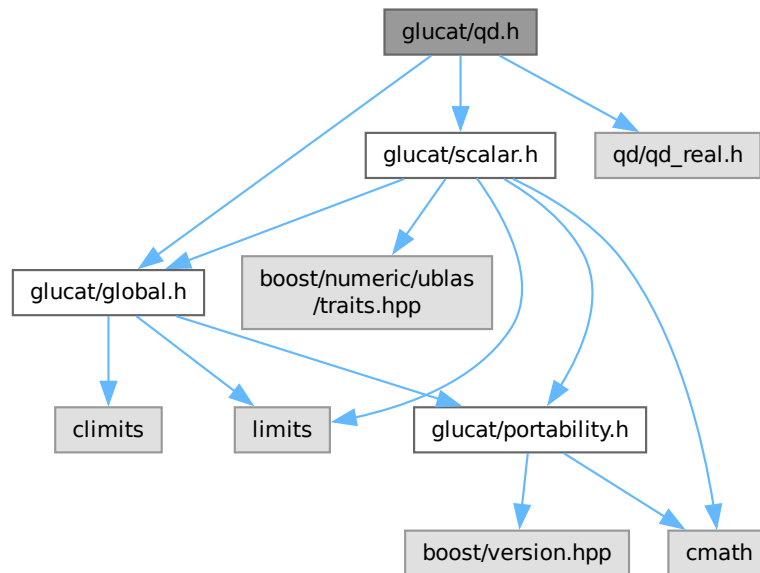 glucat/qd.h
glucat/scalar.h
qd/qd_real.h
glucat/global.h
boost/numeric/ublas
/traits.hpp
climits
limits
glucat/portability.h
boost/version.hpp
cmath